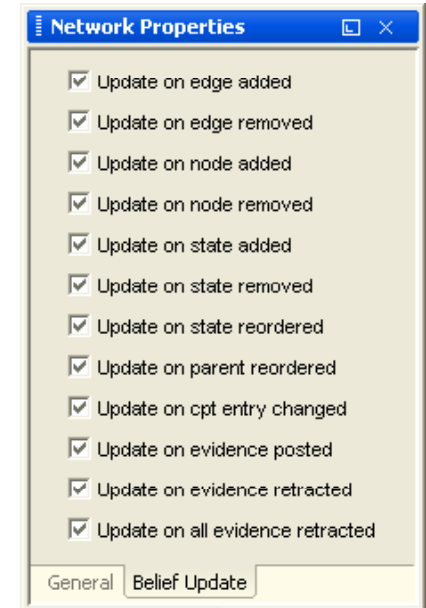 Network Properties
Update on edge added
Update on edge removed
Update on node added
Update on node removed
Update on state added
Update on state removed
Update on state reordered
Update on parent reordered
Update on cpt entry changed
Update on evidence posted
Update on evidence retracted
Update on all evidence retracted
General Belief Update